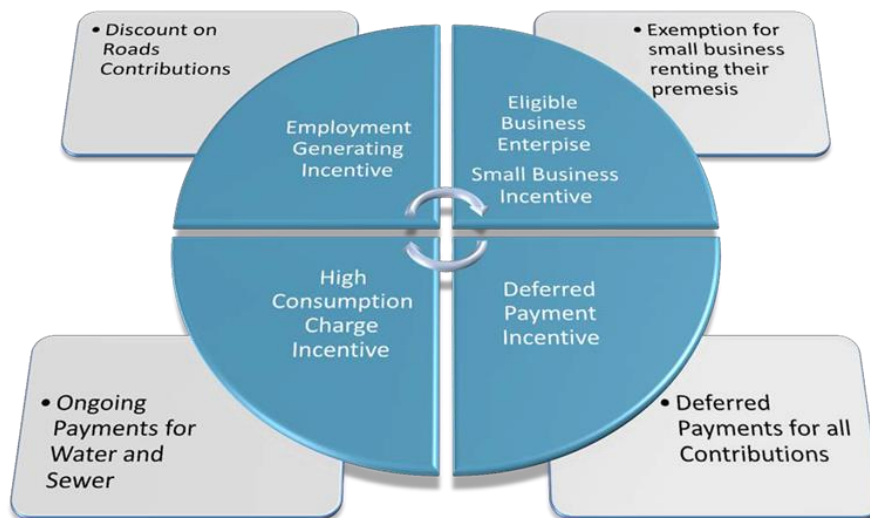 • Discount on
Roads
Contributions
• Exemption for
small business
renting their
premesis
Employment
Generating
Incentive
Eligible
Business
Enterpise
Small Business
Incentive
High
Consumption
Charge
Incentive
Deferred
Payment
Incentive
• Ongoing
Payments for
Water and
Sewer
• Deferred
Payments for all
Contributions